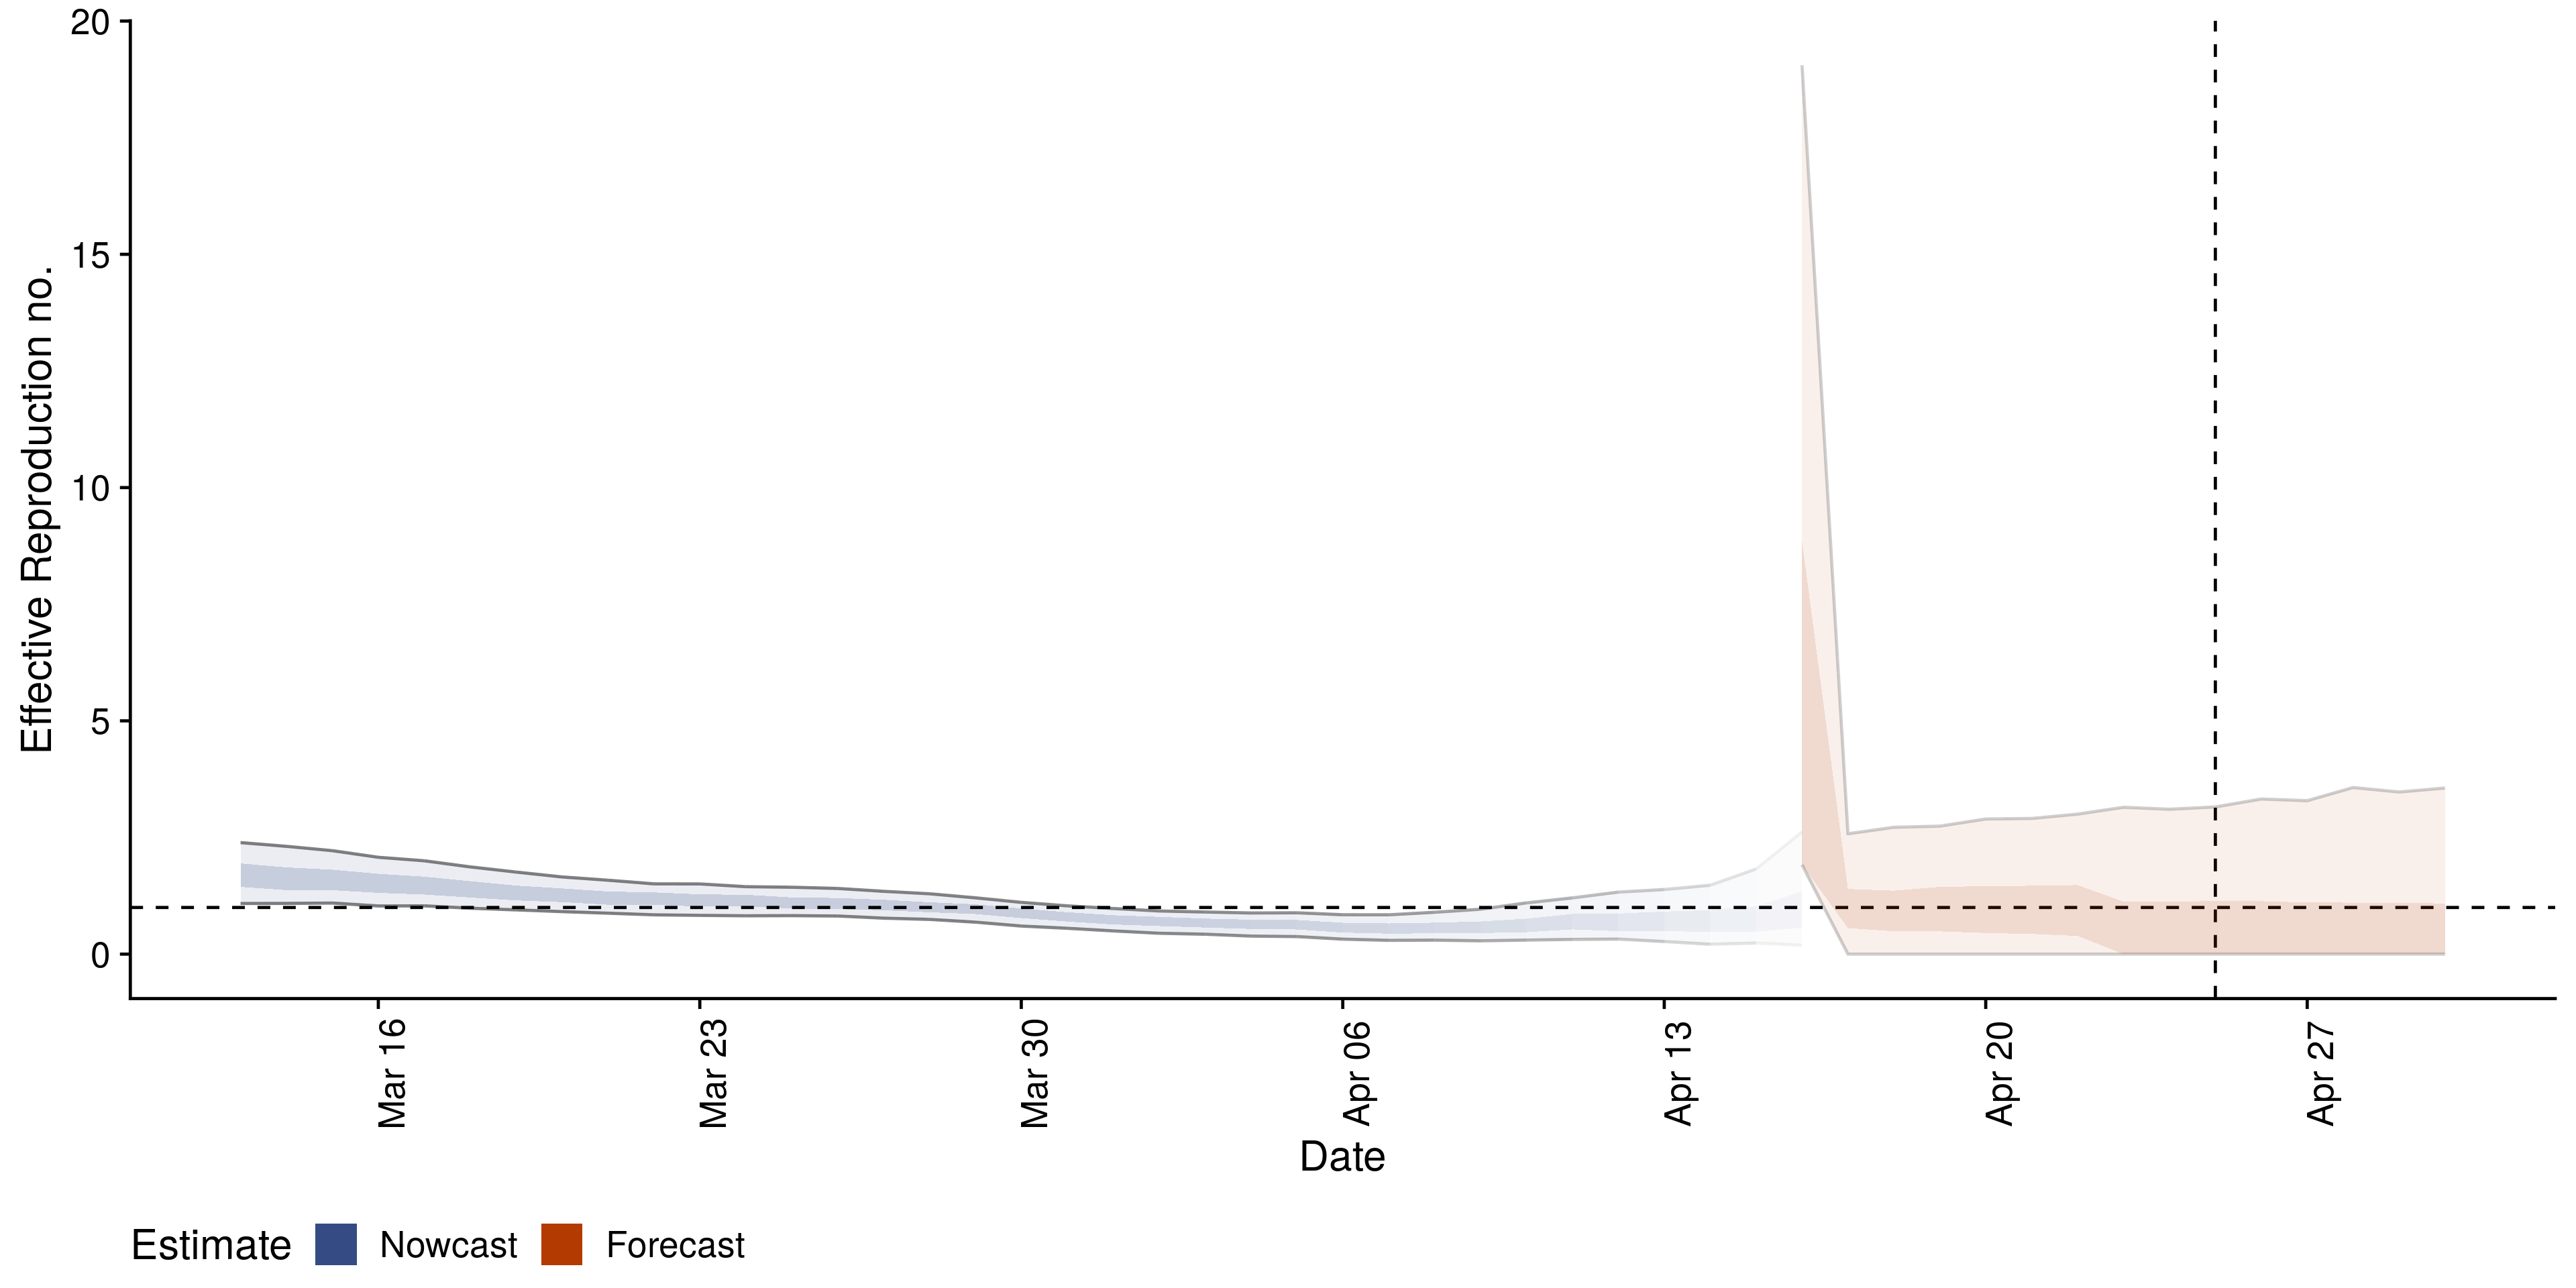 Effective Reproduction no.
20
15
10
5
0
Mar 16
Mar 23
Mar 30
Apr 06
Apr 13
Apr 20
Apr 27
Date
Estimate Nowcast Forecast